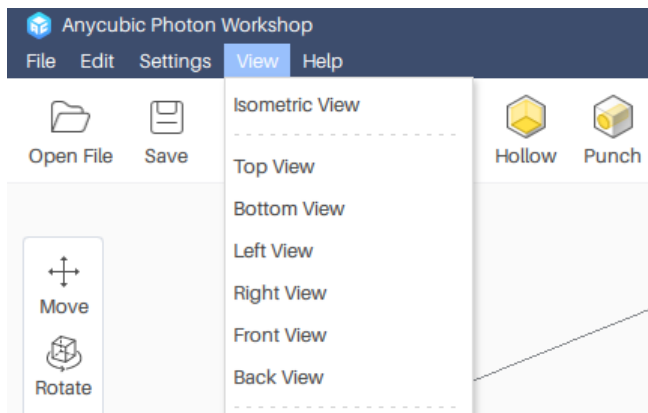 Anycubic Photon Workshop
File Edit Settings View Help
Open File Save Hollow Punch
Isometric View
Top View
Bottom View
Left View
Right View
Front View
Back View
Move
Rotate